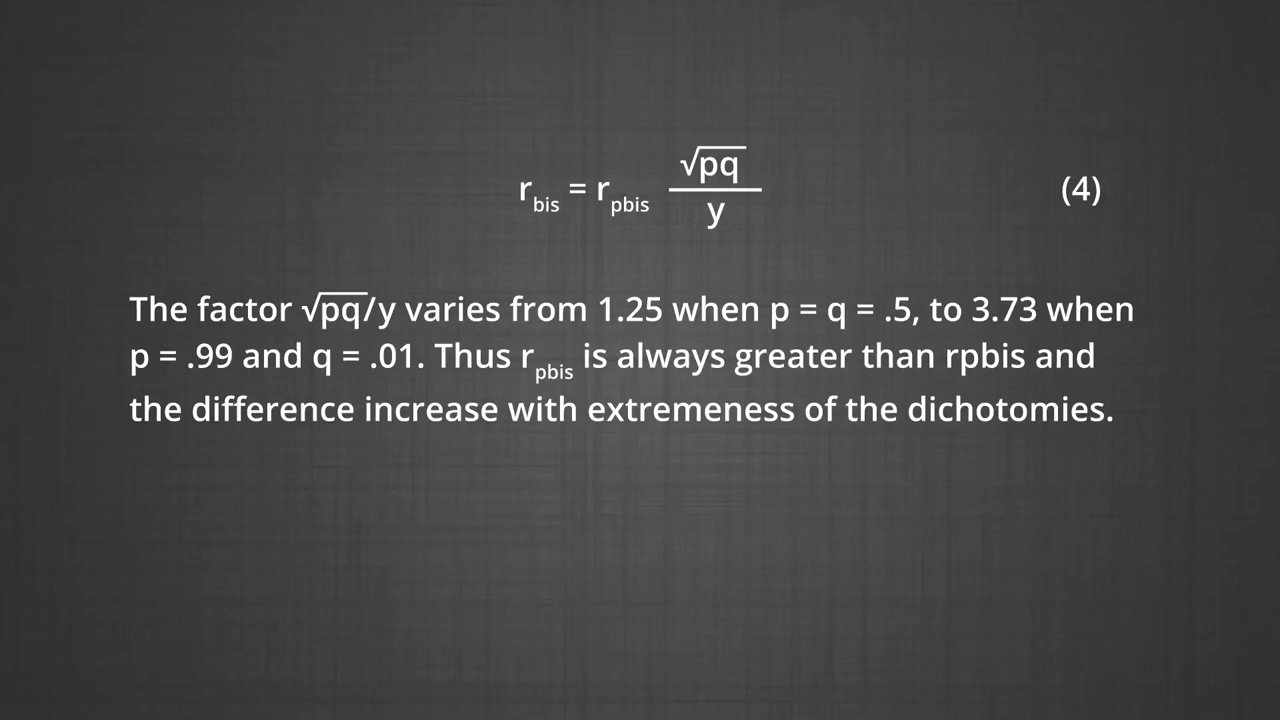 r_bis = r_pbis √pq / y (4)
The factor √pq/y varies from 1.25 when p = q = .5, to 3.73 when
p = .99 and q = .01. Thus r_pbis is always greater than rpbis and
the difference increase with extremeness of the dichotomies.